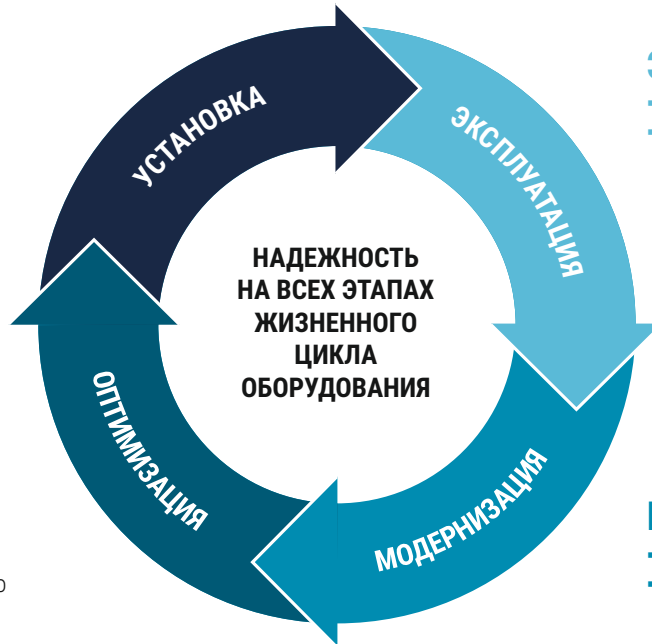 УСТАНОВКА
ЭКСПЛУАТАЦИЯ
НАДЕЖНОСТЬ
НА ВСЕХ ЭТАПАХ
ЖИЗНЕННОГО
ЦИКЛА
ОБОРУДОВАНИЯ
ОПТИМИЗАЦИЯ
МОДЕРНИЗАЦИЯ